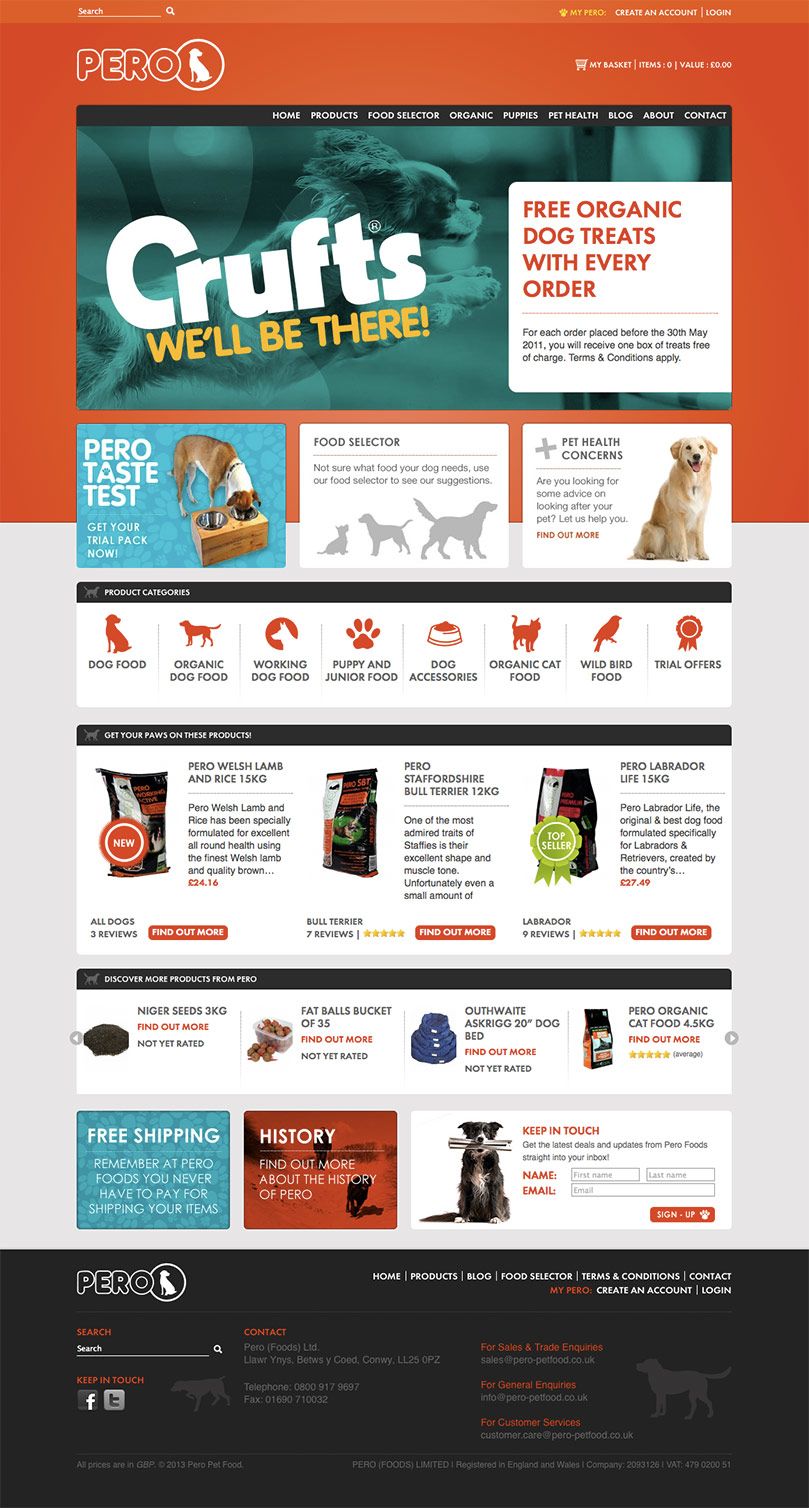 Search
MY PERO: CREATE AN ACCOUNT | LOGIN
PERO
MY BASKET | ITEMS : 0 | VALUE : £0.00
HOME PRODUCTS FOOD SELECTOR ORGANIC PUPPIES PET HEALTH BLOG ABOUT CONTACT
Crufts®
WE'LL BE THERE!
FREE ORGANIC
DOG TREATS
WITH EVERY
ORDER
For each order placed before the 30th May
2011, you will receive one box of treats free
of charge. Terms & Conditions apply.
PERO
TASTE
TEST
GET YOUR
TRIAL PACK
NOW!
FOOD SELECTOR
Not sure what food your dog needs, use
our food selector to see our suggestions.
PET HEALTH
CONCERNS
Are you looking for
some advice on
looking after your
pet? Let us help you.
FIND OUT MORE
PRODUCT CATEGORIES
DOG FOOD
ORGANIC
DOG FOOD
WORKING
DOG FOOD
PUPPY AND
JUNIOR FOOD
DOG
ACCESSORIES
ORGANIC CAT
FOOD
WILD BIRD
FOOD
TRIAL OFFERS
GET YOUR PAWS ON THESE PRODUCTS!
PERO WORKING
ACTIVE
NEW
PERO WELSH LAMB
AND RICE 15KG
Pero Welsh Lamb and
Rice has been specially
formulated for excellent
all round health using
the finest Welsh lamb
and quality brown…
£24.16
ALL DOGS
3 REVIEWS
FIND OUT MORE
PERO SBT
PERO
STAFFORDSHIRE
BULL TERRIER 12KG
One of the most
admired traits of
Staffies is their
excellent shape and
muscle tone.
Unfortunately even a
small amount of
BULL TERRIER
7 REVIEWS |
FIND OUT MORE
PERO
PREMIUM
TOP
SELLER
PERO LABRADOR
LIFE 15KG
Pero Labrador Life, the
original & best dog food
formulated specifically
for Labradors &
Retrievers, created by
the country's…
£27.49
LABRADOR
9 REVIEWS |
FIND OUT MORE
DISCOVER MORE PRODUCTS FROM PERO
NIGER SEEDS 3KG
FIND OUT MORE
NOT YET RATED
FAT BALLS BUCKET
OF 35
FIND OUT MORE
NOT YET RATED
OUTHWAITE
ASKRIGG 20" DOG
BED
FIND OUT MORE
NOT YET RATED
PERO ORGANIC
CAT FOOD 4.5KG
FIND OUT MORE
(average)
FREE SHIPPING
REMEMBER AT PERO
FOODS YOU NEVER
HAVE TO PAY FOR
SHIPPING YOUR ITEMS
HISTORY
FIND OUT MORE
ABOUT THE HISTORY
OF PERO
KEEP IN TOUCH
Get the latest deals and updates from Pero Foods
straight into your inbox!
NAME: First name Last name
EMAIL: Email
SIGN - UP
PERO
HOME | PRODUCTS | BLOG | FOOD SELECTOR | TERMS & CONDITIONS | CONTACT
MY PERO: CREATE AN ACCOUNT | LOGIN
SEARCH
Search
KEEP IN TOUCH
f t
CONTACT
Pero (Foods) Ltd.
Llawr Ynys, Betws y Coed, Conwy, LL25 0PZ
Telephone: 0800 917 9697
Fax: 01690 710032
For Sales & Trade Enquiries
sales@pero-petfood.co.uk
For General Enquiries
info@pero-petfood.co.uk
For Customer Services
customer.care@pero-petfood.co.uk
All prices are in GBP. © 2013 Pero Pet Food.
PERO (FOODS) LIMITED | Registered in England and Wales | Company: 2093126 | VAT: 479 0200 51